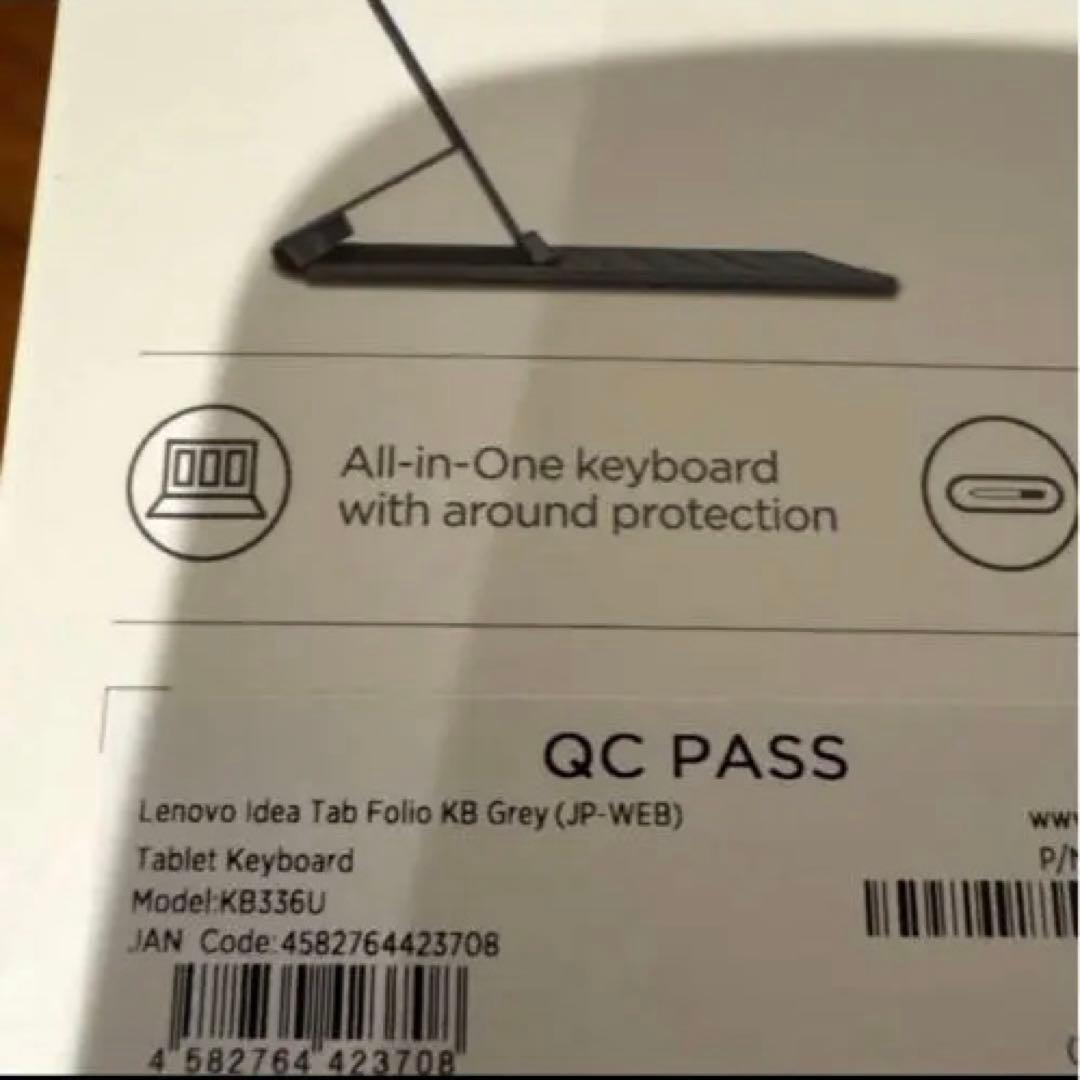 All-in-One keyboard
with around protection
QC PASS
Lenovo Idea Tab Folio KB Grey (JP-WEB)
Tablet Keyboard
Model:KB336U
JAN Code:4582764423708
4 582764 423708
www
P/N